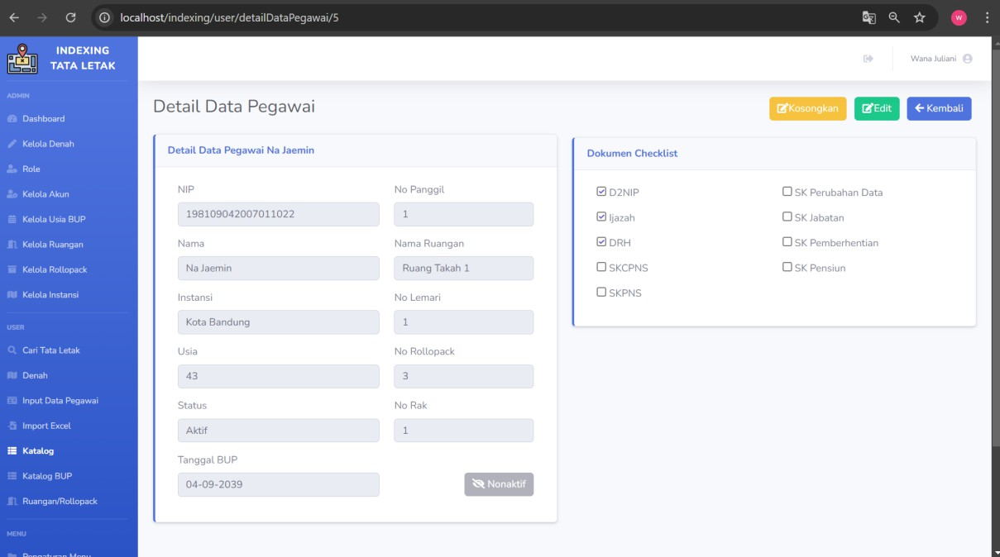 localhost/indexing/user/detailDataPegawai/5
W
INDEXING
TATA LETAK
Wana Juliani
ADMIN
Dashboard
Kelola Denah
Role
Kelola Akun
Kelola Usia BUP
Kelola Ruangan
Kelola Rollopack
Kelola Instansi
USER
Cari Tata Letak
Denah
Input Data Pegawai
Import Excel
Katalog
Katalog BUP
Ruangan/Rollopack
MENU
Pengaturan Menu
Detail Data Pegawai
Kosongkan
Edit
Kembali
Detail Data Pegawai Na Jaemin
NIP
198109042007011022
No Panggil
1
Nama
Na Jaemin
Nama Ruangan
Ruang Takah 1
Instansi
Kota Bandung
No Lemari
1
Usia
43
No Rollopack
3
Status
Aktif
No Rak
1
Tanggal BUP
04-09-2039
Nonaktif
Dokumen Checklist
D2NIP
Ijazah
DRH
SKCPNS
SKPNS
SK Perubahan Data
SK Jabatan
SK Pemberhentian
SK Pensiun